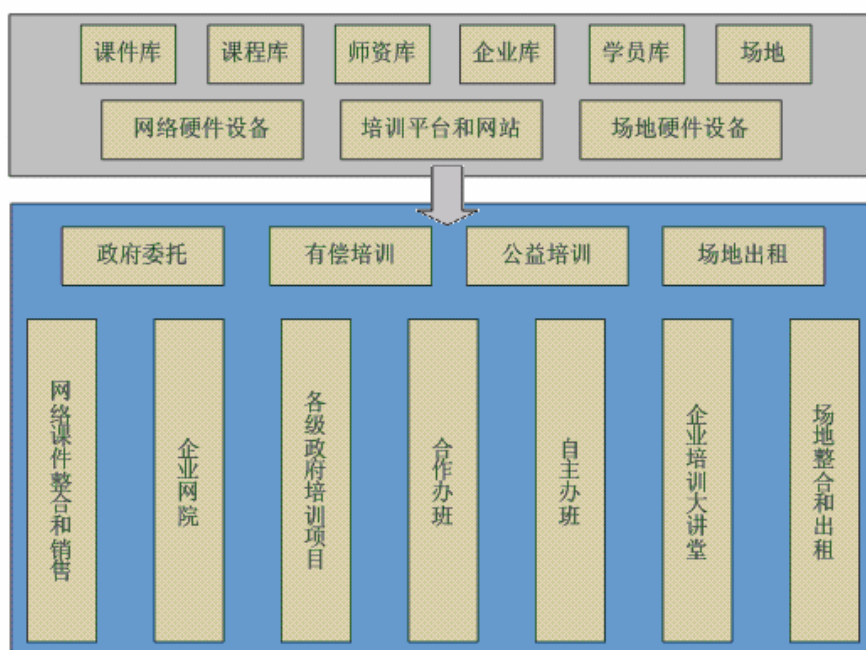 课件库
课程库
师资库
企业库
学员库
场地
网络硬件设备
培训平台和网站
场地硬件设备
政府委托
有偿培训
公益培训
场地出租
网络课件整合和销售
企业网院
各级政府培训项目
合作办班
自主办班
企业培训大讲堂
场地整合和出租